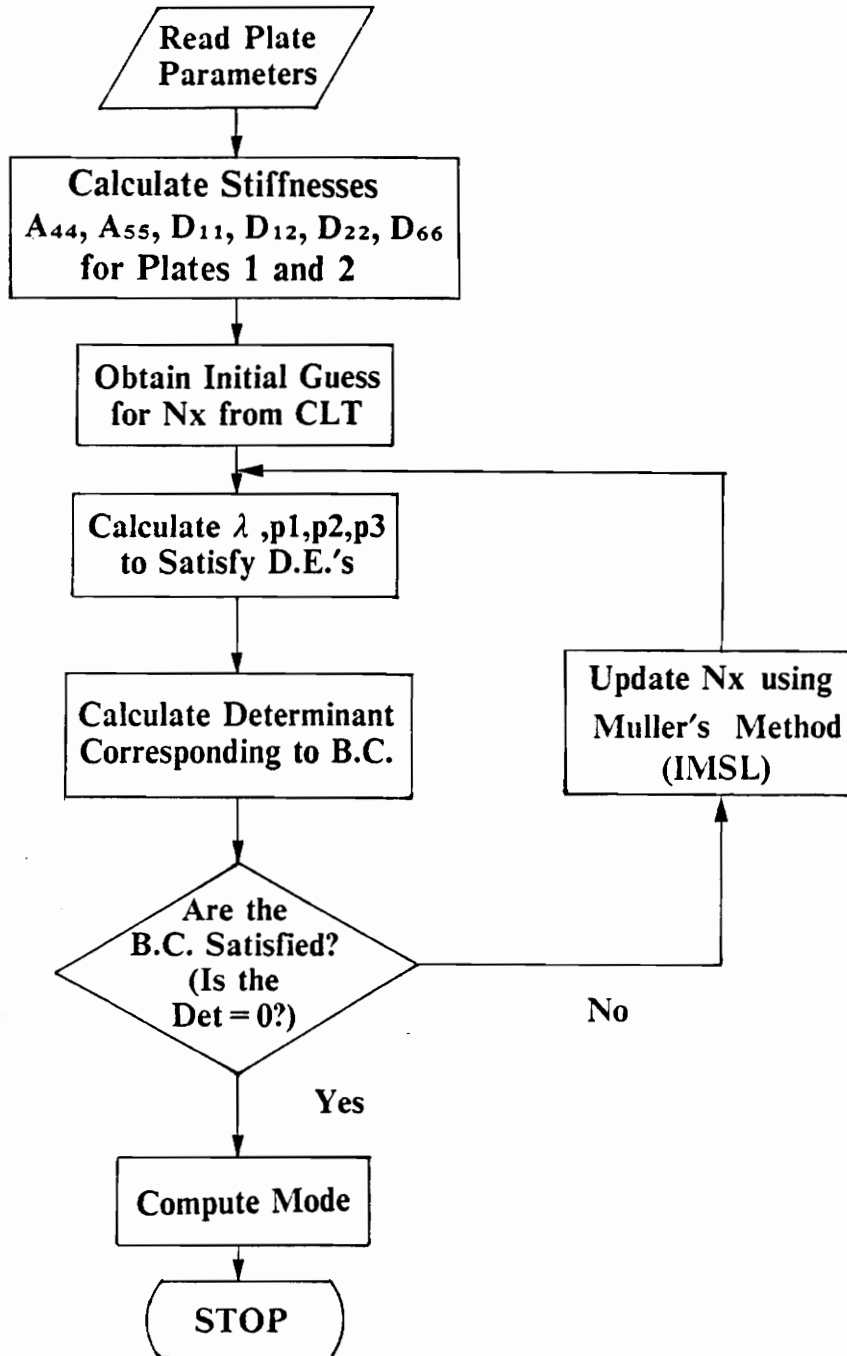 Read Plate
Parameters
Calculate Stiffnesses
A44, A55, D11, D12, D22, D66
for Plates 1 and 2
Obtain Initial Guess
for Nx from CLT
Calculate λ ,p1,p2,p3
to Satisfy D.E.'s
Calculate Determinant
Corresponding to B.C.
Update Nx using
Muller's Method
(IMSL)
Are the
B.C. Satisfied?
(Is the
Det = 0?)
No
Yes
Compute Mode
STOP